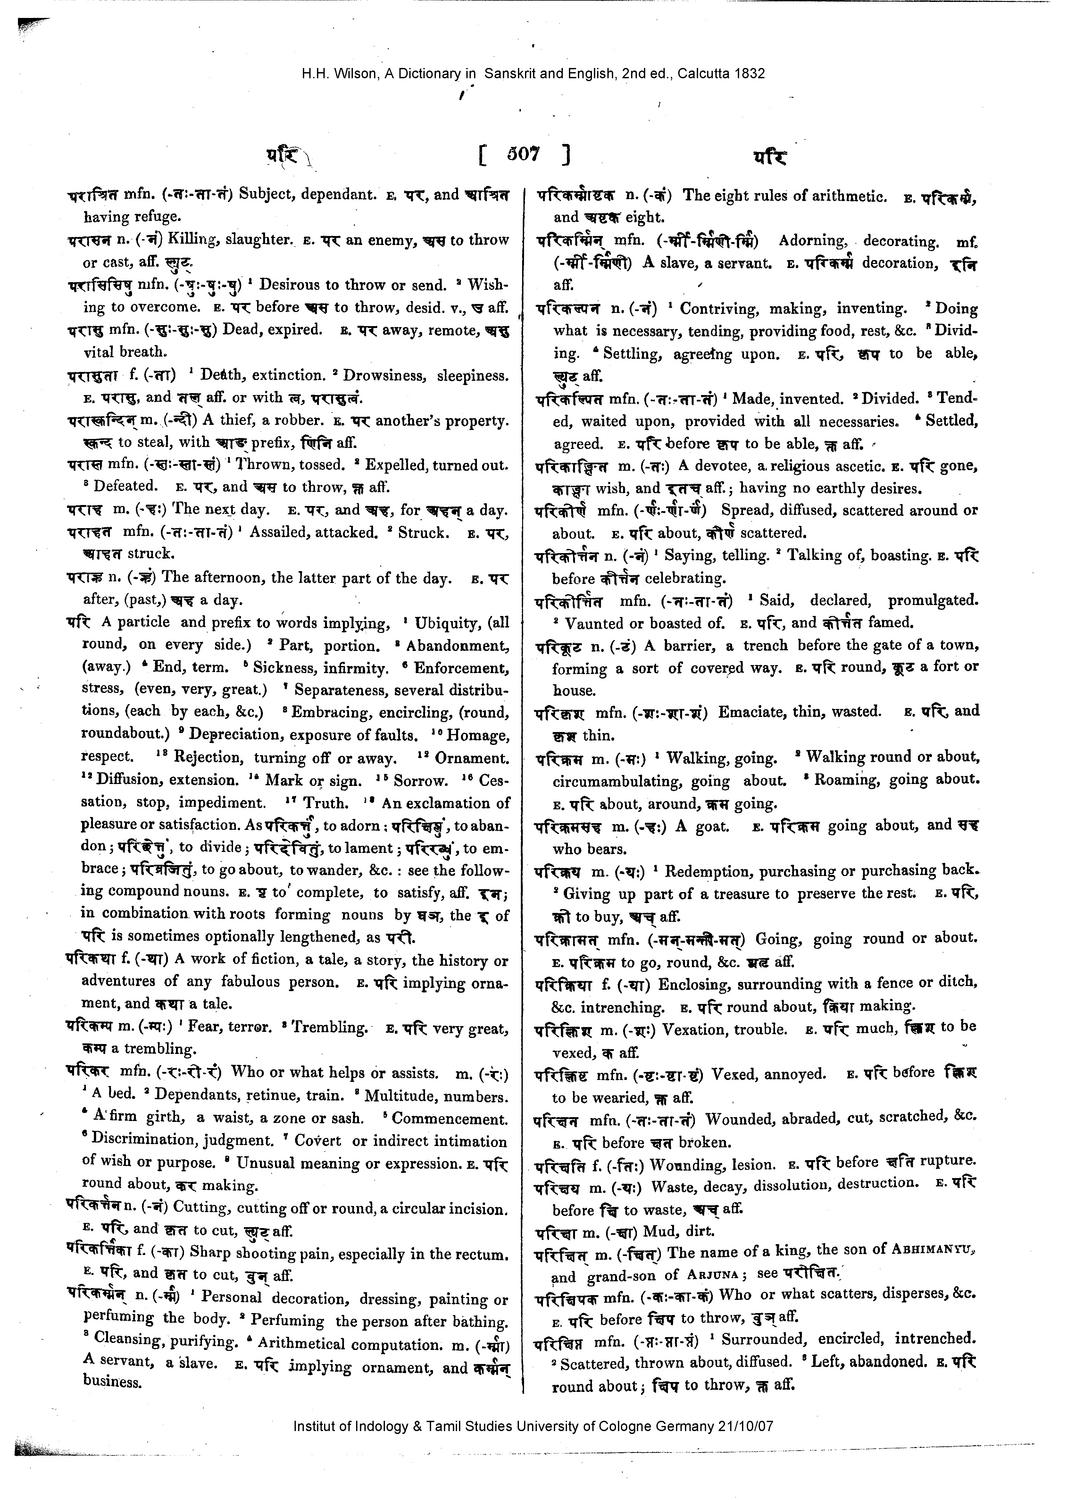 H.H. Wilson, A Dictionary in Sanskrit and English, 2nd ed., Calcutta 1832
परि [ 507 ] परि
पराश्रित mfn. (-तः-ता-तं) Subject, dependant. E. पर, and आश्रित
having refuge.
परासन n. (-नं) Killing, slaughter. E. पर an enemy, अस to throw
or cast, aff. ल्युट्.
परासिसिषु mfn. (-षुः-षुः-षु) ¹ Desirous to throw or send. ² Wish-
ing to overcome. E. पर before अस to throw, desid. v., उ aff.
परासु mfn. (-सुः-सुः-सु) Dead, expired. E. पर away, remote, असु
vital breath.
परासुता f. (-ता) ¹ Death, extinction. ² Drowsiness, sleepiness.
E. परासु, and तल् aff. or with त्व, परासुत्वं.
परास्कन्दिन् m. (-न्दी) A thief, a robber. E. पर another's property.
स्कन्द to steal, with आङ् prefix, णिनि aff.
परास्त mfn. (-स्तः-स्ता-स्तं) ¹ Thrown, tossed. ² Expelled, turned out.
³ Defeated. E. पर, and अस to throw, क्त aff.
पराह m. (-हः) The next day. E. पर, and अह, for अहन् a day.
पराहत mfn. (-तः-ता-तं) ¹ Assailed, attacked. ² Struck. E. पर,
आहत struck.
पराह्ण n. (-ह्णं) The afternoon, the latter part of the day. E. पर
after, (past,) अह्न a day.
परि A particle and prefix to words implying, ¹ Ubiquity, (all
round, on every side.) ² Part, portion. ³ Abandonment,
(away.) ⁴ End, term. ⁵ Sickness, infirmity. ⁶ Enforcement,
stress, (even, very, great.) ⁷ Separateness, several distribu-
tions, (each by each, &c.) ⁸ Embracing, encircling, (round,
roundabout.) ⁹ Depreciation, exposure of faults. ¹⁰ Homage,
respect. ¹³ Rejection, turning off or away. ¹² Ornament.
¹³ Diffusion, extension. ¹⁴ Mark or sign. ¹⁵ Sorrow. ¹⁶ Ces-
sation, stop, impediment. ¹⁷ Truth. ¹⁸ An exclamation of
pleasure or satisfaction. As परिकर्त्तुं, to adorn : परिचिप्तुं, to aban-
don ; परिछेत्तुं, to divide ; परिदेवितुं, to lament ; परिरब्धुं, to em-
brace ; परिव्रजितुं, to go about, to wander, &c. : see the follow-
ing compound nouns. E. पृ to complete, to satisfy, aff. इन् ;
in combination with roots forming nouns by घञ्, the इ of
परि is sometimes optionally lengthened, as परी.
परिकथा f. (-था) A work of fiction, a tale, a story, the history or
adventures of any fabulous person. E. परि implying orna-
ment, and कथा a tale.
परिकम्प m. (-म्पः) ¹ Fear, terror. ² Trembling. E. परि very great,
कम्प a trembling.
परिकर mfn. (-रः-री-रं) Who or what helps or assists. m. (-रः)
¹ A bed. ² Dependants, retinue, train. ³ Multitude, numbers.
⁴ A firm girth, a waist, a zone or sash. ⁵ Commencement.
⁶ Discrimination, judgment. ⁷ Covert or indirect intimation
of wish or purpose. ⁸ Unusual meaning or expression. E. परि
round about, कर making.
परिकर्त्तन n. (-नं) Cutting, cutting off or round, a circular incision.
E. परि, and कृत to cut, ल्युट् aff.
परिकर्त्तिका f. (-का) Sharp shooting pain, especially in the rectum.
E. परि, and कृत to cut, वुन् aff.
परिकर्म्मन् n. (-र्म्म) ¹ Personal decoration, dressing, painting or
perfuming the body. ² Perfuming the person after bathing.
³ Cleansing, purifying. ⁴ Arithmetical computation. m. (-र्म्मा)
A servant, a slave. E. परि implying ornament, and कर्म्मन्
business.
परिकर्म्माष्टक n. (-कं) The eight rules of arithmetic. E. परिकर्म्म,
and अष्टक eight.
परिकर्म्मिन् mfn. (-र्म्मी-र्म्मिणी-र्म्मि) Adorning, decorating. mf.
(-र्म्मी-र्म्मिणी) A slave, a servant. E. परिकर्म्म decoration, इनि
aff.
परिकल्पन n. (-नं) ¹ Contriving, making, inventing. ² Doing
what is necessary, tending, providing food, rest, &c. ³ Divid-
ing. ⁴ Settling, agreeing upon. E. परि, कृप to be able,
ल्युट् aff.
परिकल्पित mfn. (-तः-ता-तं) ¹ Made, invented. ² Divided. ³ Tend-
ed, waited upon, provided with all necessaries. ⁴ Settled,
agreed. E. परि before कृप to be able, क्त aff.
परिकाङ्क्षित m. (-तः) A devotee, a religious ascetic. E. परि gone,
काङ्क्षा wish, and इतच् aff. ; having no earthly desires.
परिकीर्ण mfn. (-र्णः-र्णा-र्णं) Spread, diffused, scattered around or
about. E. परि about, कीर्ण scattered.
परिकीर्त्तन n. (-नं) ¹ Saying, telling. ² Talking of, boasting. E. परि
before कीर्त्तन celebrating.
परिकीर्त्तित mfn. (-तः-ता-तं) ¹ Said, declared, promulgated.
² Vaunted or boasted of. E. परि, and कीर्त्तित famed.
परिकूट n. (-टं) A barrier, a trench before the gate of a town,
forming a sort of covered way. E. परि round, कूट a fort or
house.
परिकृश mfn. (-शः-शा-शं) Emaciate, thin, wasted. E. परि, and
कृश thin.
परिक्रम m. (-मः) ¹ Walking, going. ² Walking round or about,
circumambulating, going about. ³ Roaming, going about.
E. परि about, around, क्रम going.
परिक्रमसह m. (-हः) A goat. E. परिक्रम going about, and सह
who bears.
परिक्रय m. (-यः) ¹ Redemption, purchasing or purchasing back.
² Giving up part of a treasure to preserve the rest. E. परि,
क्री to buy, अच् aff.
परिक्रामत् mfn. (-मन्-मन्ती-मत्) Going, going round or about.
E. परिक्रम to go, round, &c. शतृ aff.
परिक्रिया f. (-या) Enclosing, surrounding with a fence or ditch,
&c. intrenching. E. परि round about, क्रिया making.
परिक्लिश m. (-शः) Vexation, trouble. E. परि much, क्लिश to be
vexed, क aff.
परिक्लिष्ट mfn. (-ष्टः-ष्टा-ष्टं) Vexed, annoyed. E. परि before क्लिश
to be wearied, क्त aff.
परिक्षत mfn. (-तः-ता-तं) Wounded, abraded, cut, scratched, &c.
E. परि before क्षत broken.
परिक्षति f. (-तिः) Wounding, lesion. E. परि before क्षति rupture.
परिक्षय m. (-यः) Waste, decay, dissolution, destruction. E. परि
before क्षि to waste, अच् aff.
परिक्षा m. (-क्षा) Mud, dirt.
परिक्षित् m. (-क्षित्) The name of a king, the son of ABHIMANYU,
and grand-son of ARJUNA ; see परीक्षित.
परिक्षिपक mfn. (-कः-का-कं) Who or what scatters, disperses, &c.
E. परि before क्षिप to throw, वुञ् aff.
परिक्षिप्त mfn. (-प्तः-प्ता-प्तं) ¹ Surrounded, encircled, intrenched.
² Scattered, thrown about, diffused. ³ Left, abandoned. E. परि
round about ; क्षिप to throw, क्त aff.
Institut of Indology & Tamil Studies University of Cologne Germany 21/10/07